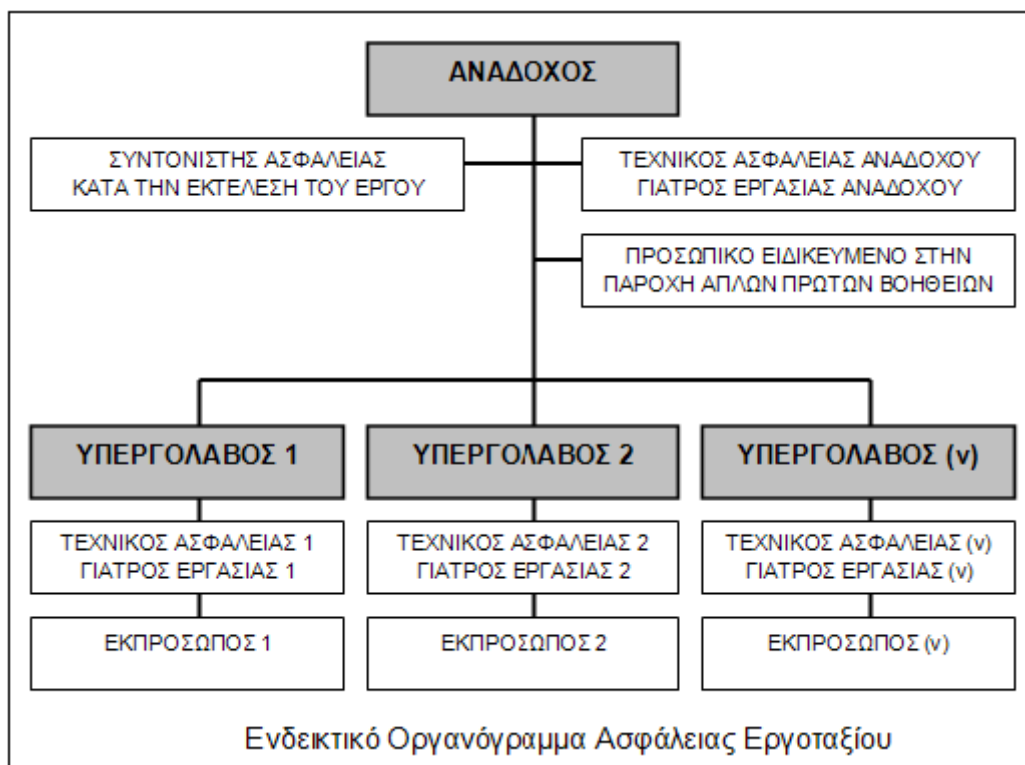 ΑΝΑΔΟΧΟΣ
ΣΥΝΤΟΝΙΣΤΗΣ ΑΣΦΑΛΕΙΑΣ
ΚΑΤΑ ΤΗΝ ΕΚΤΕΛΕΣΗ ΤΟΥ ΕΡΓΟΥ
ΤΕΧΝΙΚΟΣ ΑΣΦΑΛΕΙΑΣ ΑΝΑΔΟΧΟΥ
ΓΙΑΤΡΟΣ ΕΡΓΑΣΙΑΣ ΑΝΑΔΟΧΟΥ
ΠΡΟΣΩΠΙΚΟ ΕΙΔΙΚΕΥΜΕΝΟ ΣΤΗΝ
ΠΑΡΟΧΗ ΑΠΛΩΝ ΠΡΩΤΩΝ ΒΟΗΘΕΙΩΝ
ΥΠΕΡΓΟΛΑΒΟΣ 1
ΥΠΕΡΓΟΛΑΒΟΣ 2
ΥΠΕΡΓΟΛΑΒΟΣ (ν)
ΤΕΧΝΙΚΟΣ ΑΣΦΑΛΕΙΑΣ 1
ΓΙΑΤΡΟΣ ΕΡΓΑΣΙΑΣ 1
ΤΕΧΝΙΚΟΣ ΑΣΦΑΛΕΙΑΣ 2
ΓΙΑΤΡΟΣ ΕΡΓΑΣΙΑΣ 2
ΤΕΧΝΙΚΟΣ ΑΣΦΑΛΕΙΑΣ (ν)
ΓΙΑΤΡΟΣ ΕΡΓΑΣΙΑΣ (ν)
ΕΚΠΡΟΣΩΠΟΣ 1
ΕΚΠΡΟΣΩΠΟΣ 2
ΕΚΠΡΟΣΩΠΟΣ (ν)
Ενδεικτικό Οργανόγραμμα Ασφάλειας Εργοταξίου